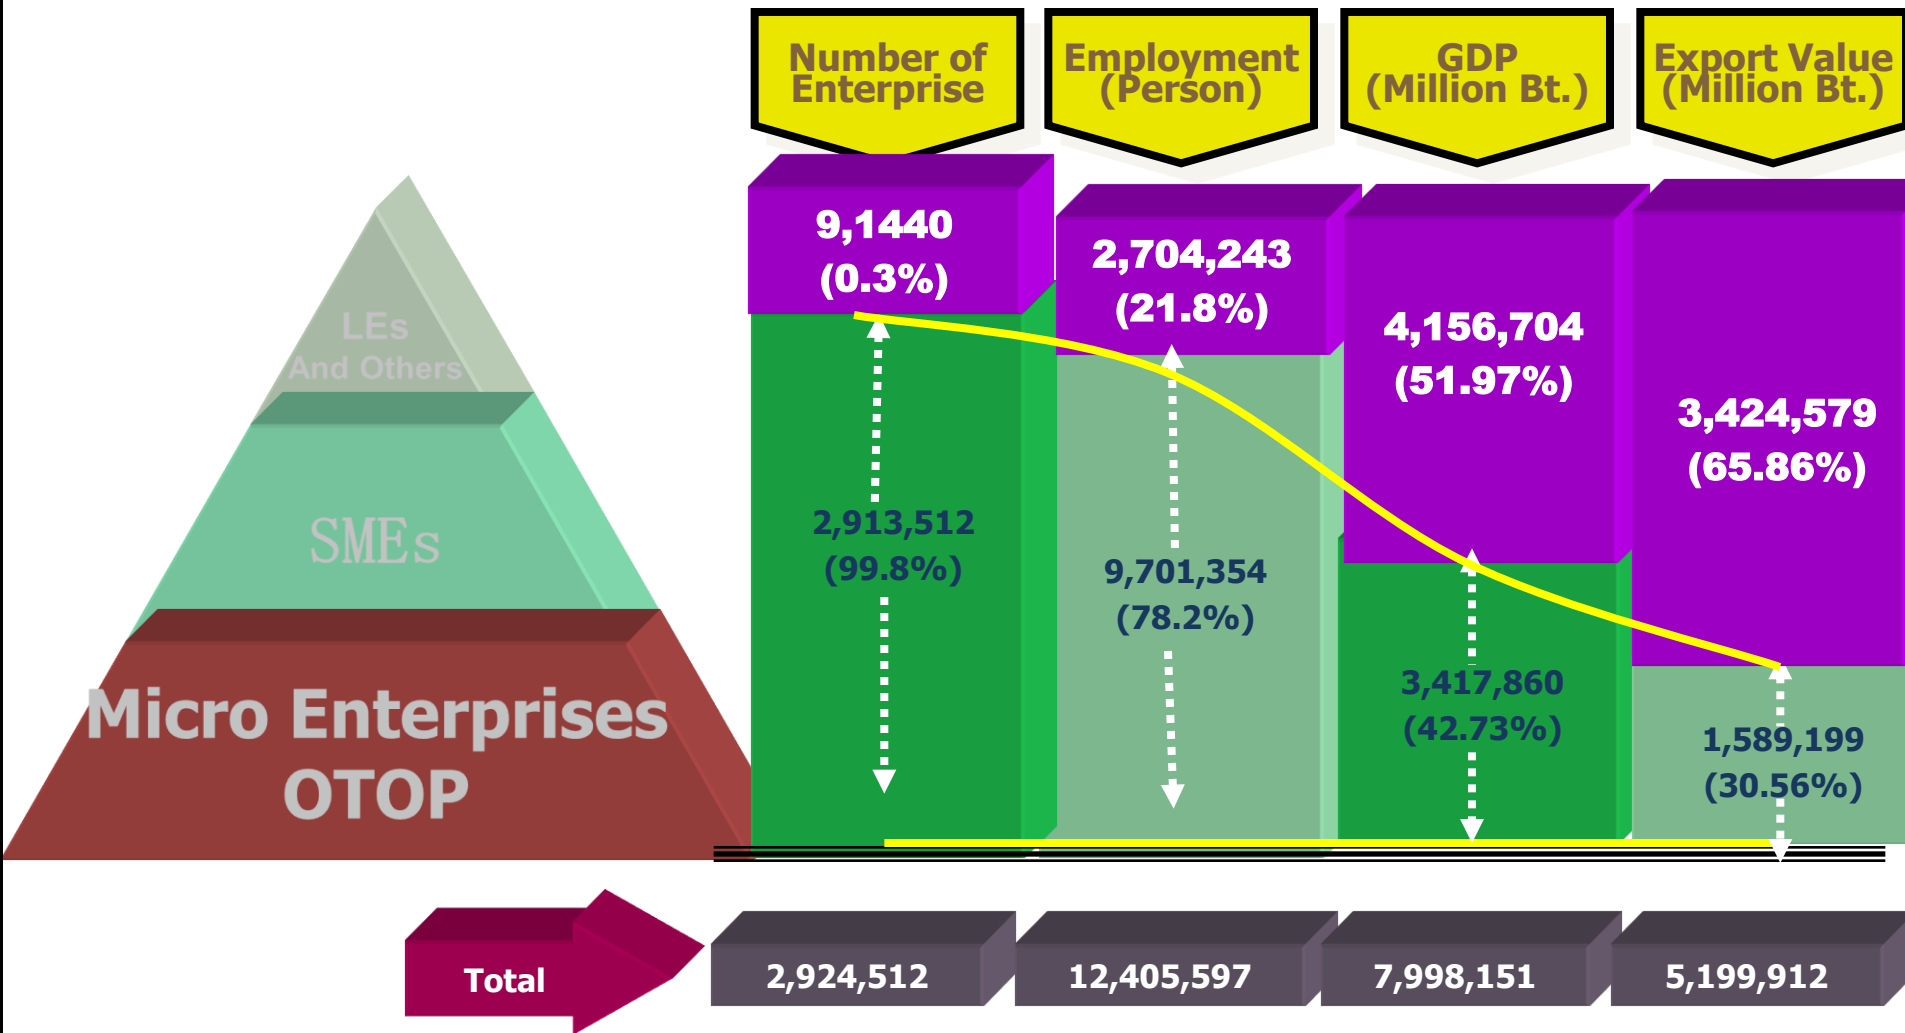 Number of
Enterprise
Employment
(Person)
GDP
(Million Bt.)
Export Value
(Million Bt.)
LEs
And Others
SMEs
Micro Enterprises
OTOP
9,1440
(0.3%)
2,704,243
(21.8%)
4,156,704
(51.97%)
3,424,579
(65.86%)
2,913,512
(99.8%)
9,701,354
(78.2%)
3,417,860
(42.73%)
1,589,199
(30.56%)
Total
2,924,512
12,405,597
7,998,151
5,199,912